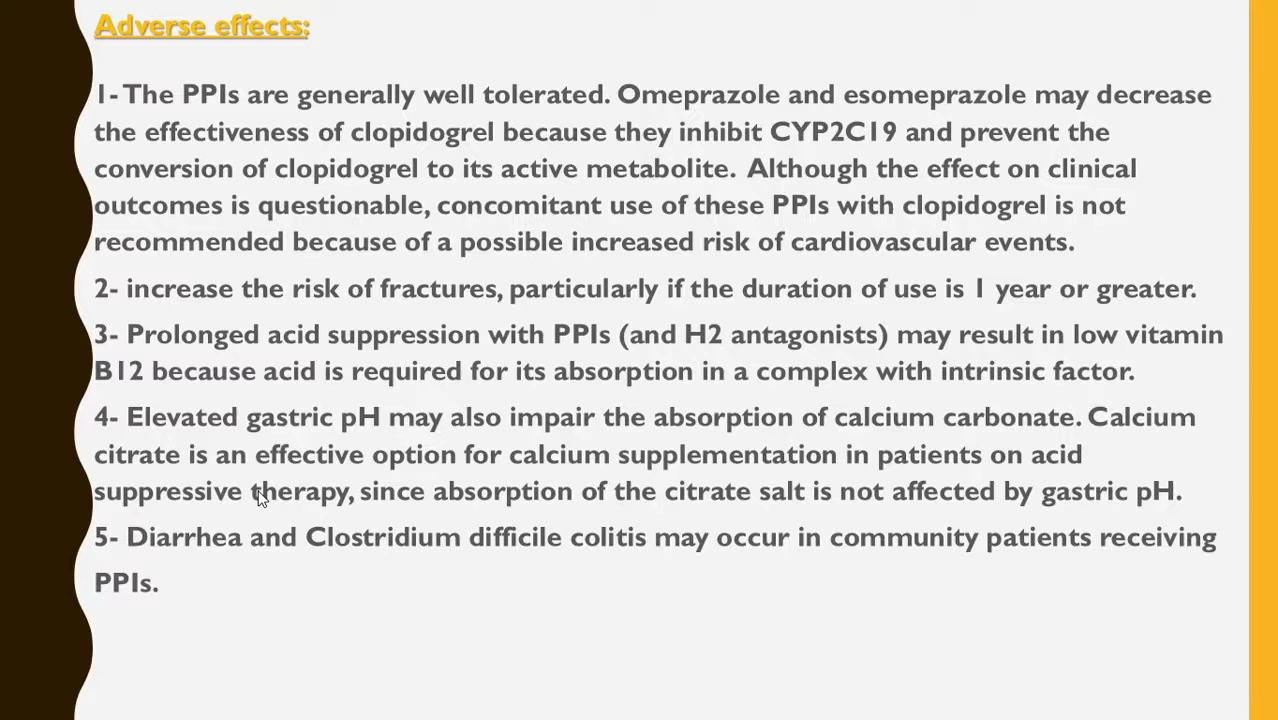 Adverse effects:
1- The PPIs are generally well tolerated. Omeprazole and esomeprazole may decrease
the effectiveness of clopidogrel because they inhibit CYP2C19 and prevent the
conversion of clopidogrel to its active metabolite. Although the effect on clinical
outcomes is questionable, concomitant use of these PPIs with clopidogrel is not
recommended because of a possible increased risk of cardiovascular events.
2- increase the risk of fractures, particularly if the duration of use is 1 year or greater.
3- Prolonged acid suppression with PPIs (and H2 antagonists) may result in low vitamin
B12 because acid is required for its absorption in a complex with intrinsic factor.
4- Elevated gastric pH may also impair the absorption of calcium carbonate. Calcium
citrate is an effective option for calcium supplementation in patients on acid
suppressive therapy, since absorption of the citrate salt is not affected by gastric pH.
5- Diarrhea and Clostridium difficile colitis may occur in community patients receiving
PPIs.